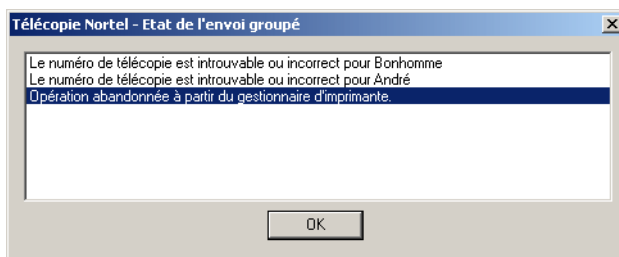 Télécopie Nortel - Etat de l'envoi groupé
Le numéro de télécopie est introuvable ou incorrect pour Bonhomme
Le numéro de télécopie est introuvable ou incorrect pour André
Opération abandonnée à partir du gestionnaire d'imprimante.
OK